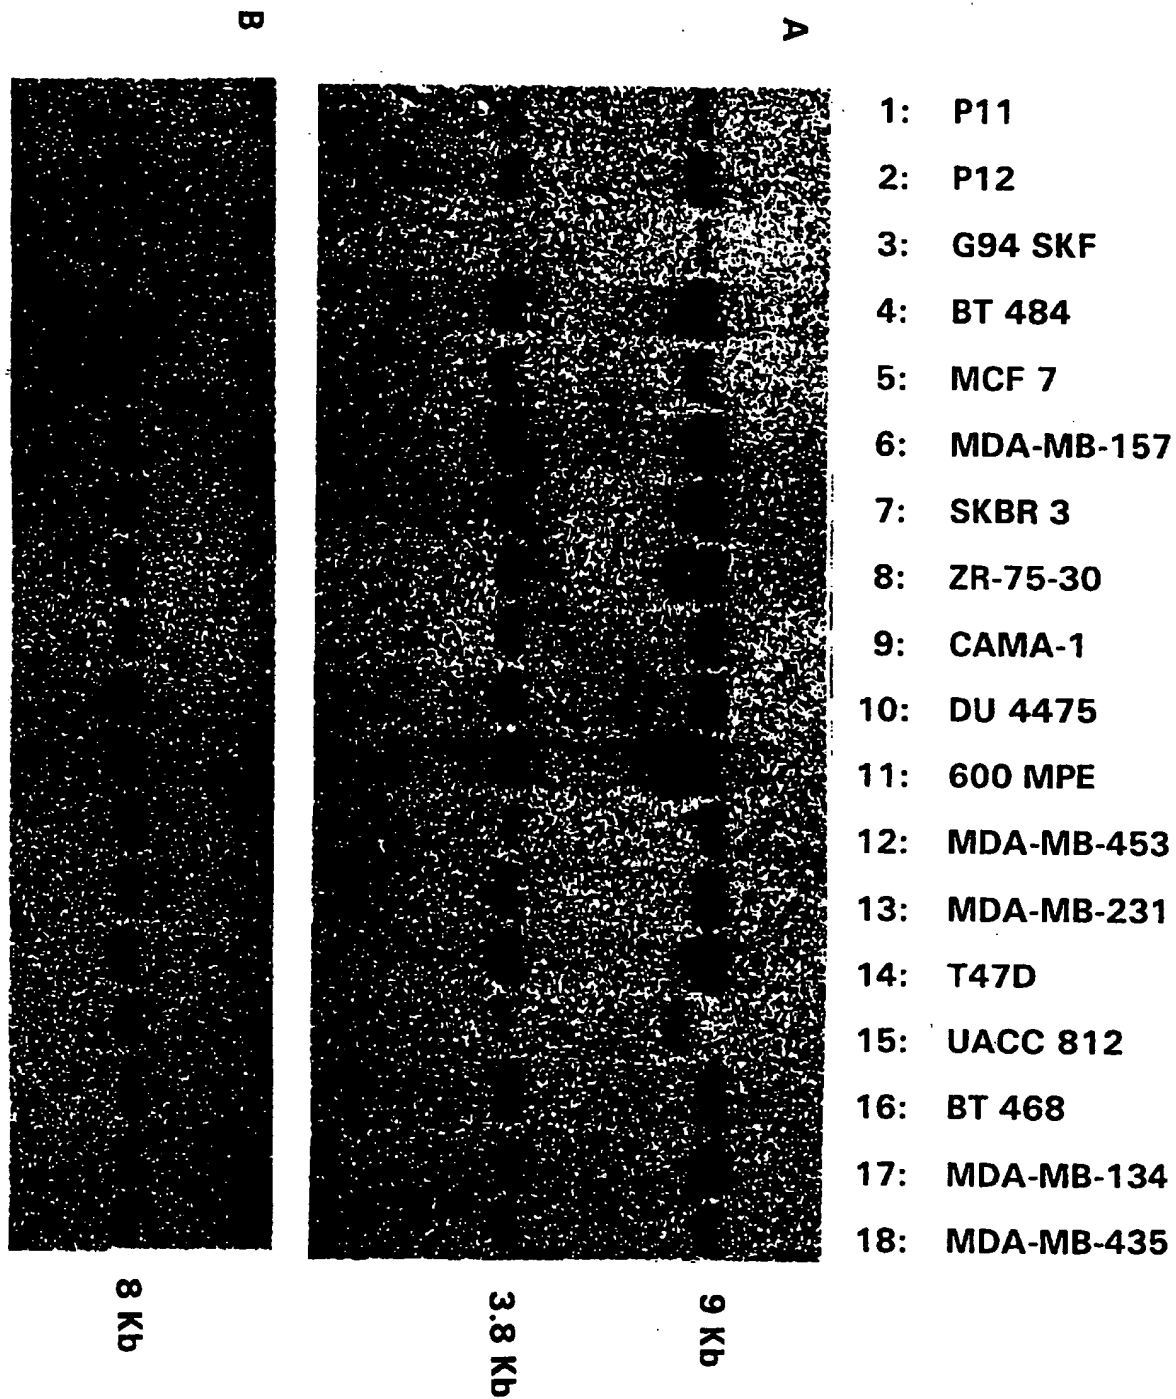 B
A
1: P11
2: P12
3: G94 SKF
4: BT 484
5: MCF 7
6: MDA-MB-157
7: SKBR 3
8: ZR-75-30
9: CAMA-1
10: DU 4475
11: 600 MPE
12: MDA-MB-453
13: MDA-MB-231
14: T47D
15: UACC 812
16: BT 468
17: MDA-MB-134
18: MDA-MB-435
8 Kb
3.8 Kb
9 Kb